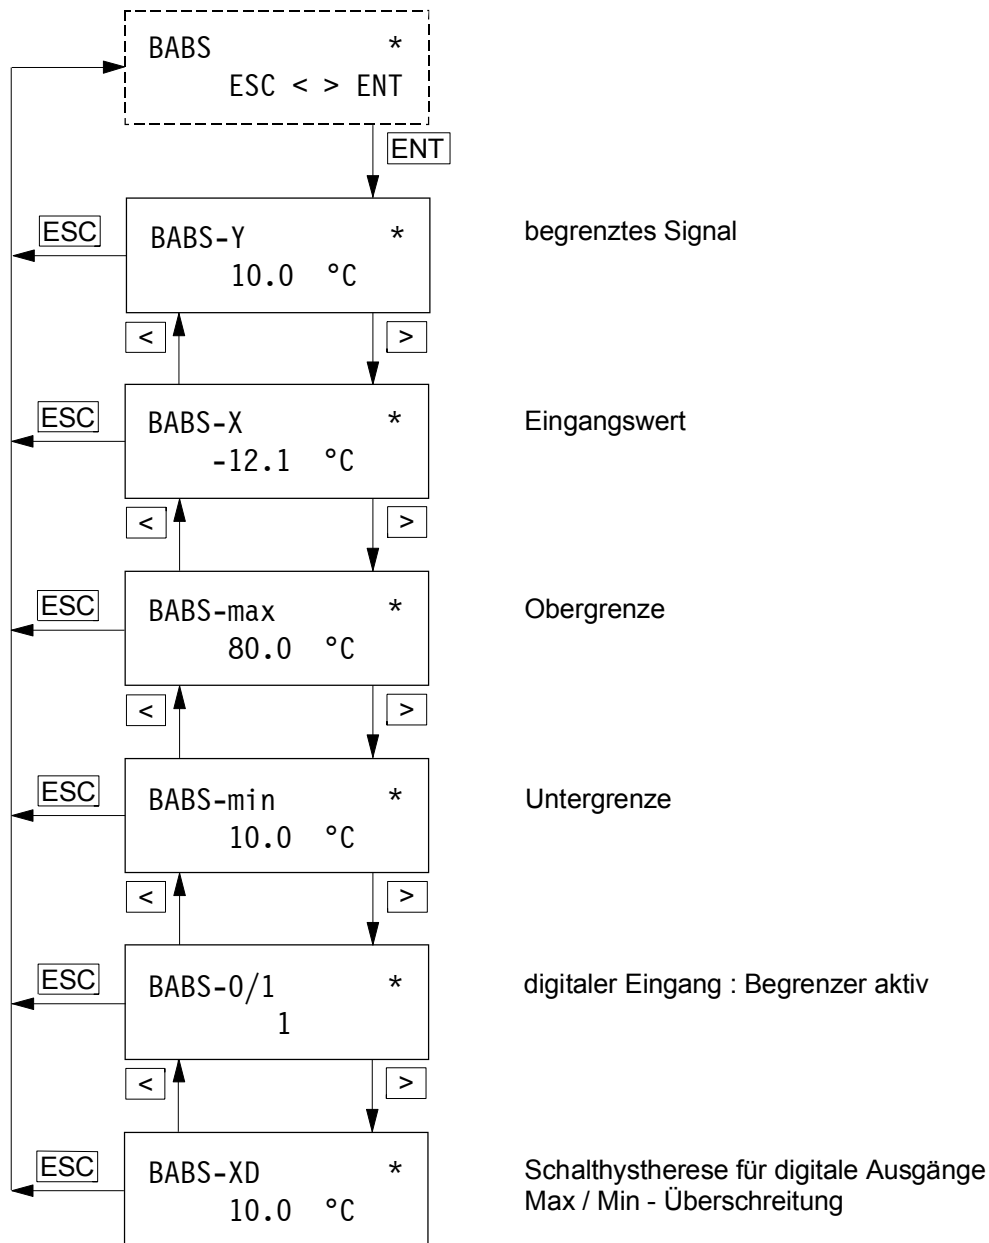 BABS *
ESC < > ENT
ENT
ESC
BABS-Y *
10.0 °C
begrenztes Signal
< >
ESC
BABS-X *
-12.1 °C
Eingangswert
< >
ESC
BABS-max *
80.0 °C
Obergrenze
< >
ESC
BABS-min *
10.0 °C
Untergrenze
< >
ESC
BABS-0/1 *
1
digitaler Eingang : Begrenzer aktiv
< >
ESC
BABS-XD *
10.0 °C
Schalthystherese für digitale Ausgänge
Max / Min - Überschreitung